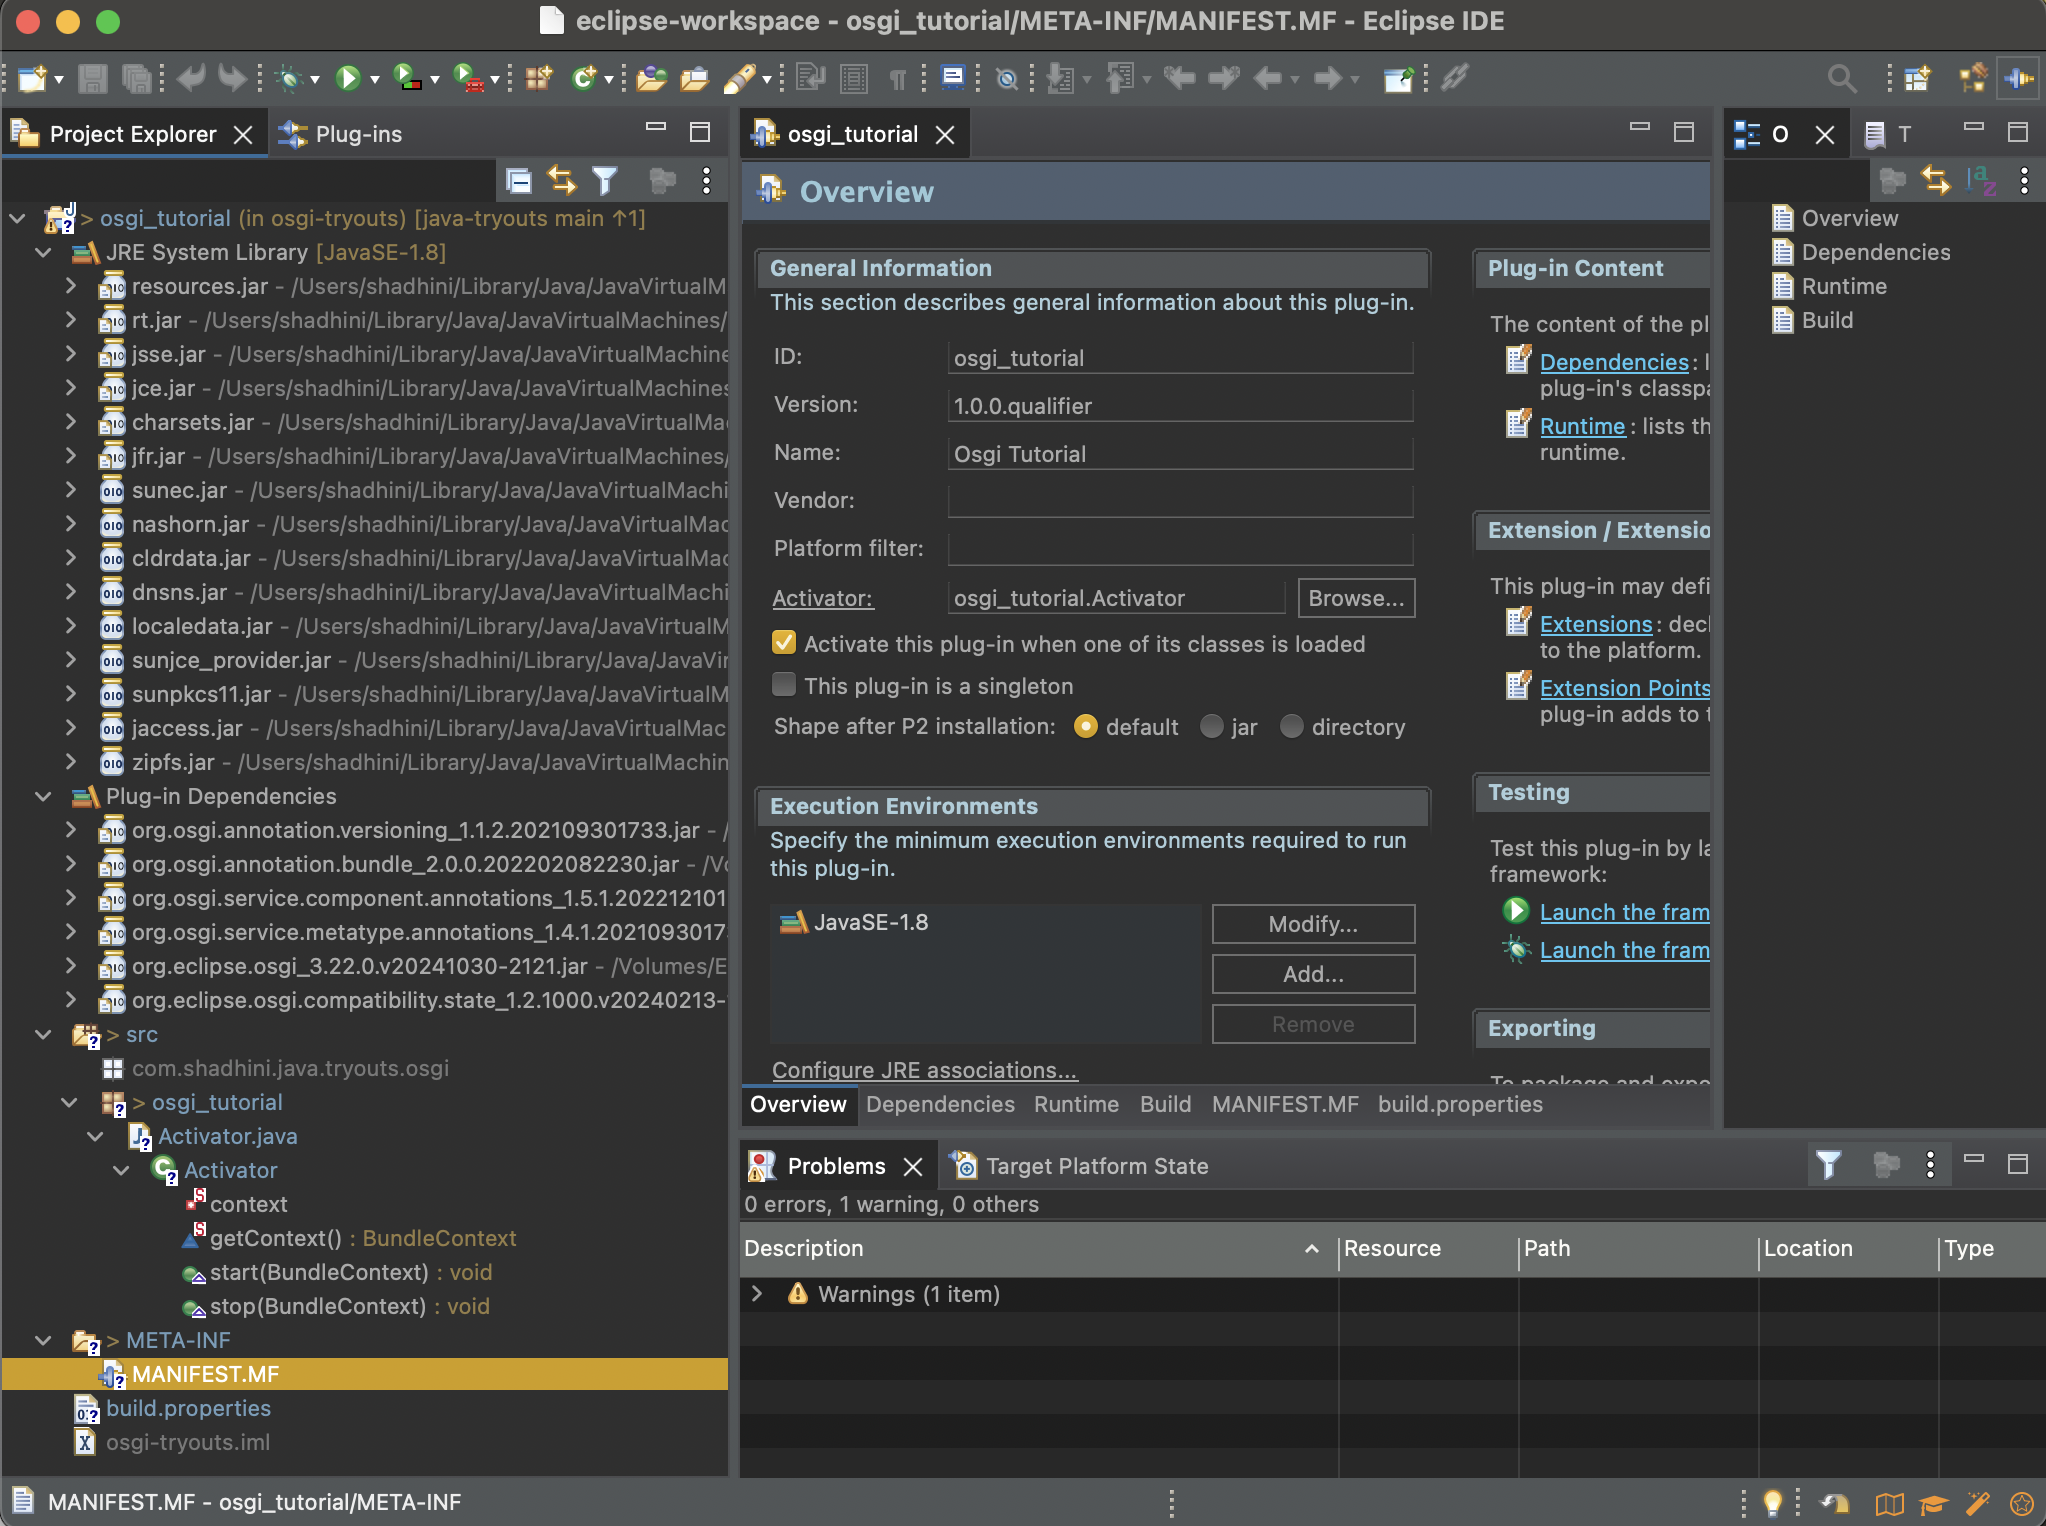 eclipse-workspace - osgi_tutorial/META-INF/MANIFEST.MF - Eclipse IDE
Project Explorer
Plug-ins
> osgi_tutorial (in osgi-tryouts) [java-tryouts main ↑1]
JRE System Library [JavaSE-1.8]
resources.jar - /Users/shadhini/Library/Java/JavaVirtualM
rt.jar - /Users/shadhini/Library/Java/JavaVirtualMachines/
jsse.jar - /Users/shadhini/Library/Java/JavaVirtualMachine
jce.jar - /Users/shadhini/Library/Java/JavaVirtualMachines
charsets.jar - /Users/shadhini/Library/Java/JavaVirtualMa
jfr.jar - /Users/shadhini/Library/Java/JavaVirtualMachines/
sunec.jar - /Users/shadhini/Library/Java/JavaVirtualMachi
nashorn.jar - /Users/shadhini/Library/Java/JavaVirtualMac
cldrdata.jar - /Users/shadhini/Library/Java/JavaVirtualMa
dnsns.jar - /Users/shadhini/Library/Java/JavaVirtualMach
localedata.jar - /Users/shadhini/Library/Java/JavaVirtualM
sunjce_provider.jar - /Users/shadhini/Library/Java/JavaVir
sunpkcs11.jar - /Users/shadhini/Library/Java/JavaVirtualM
jaccess.jar - /Users/shadhini/Library/Java/JavaVirtualMac
zipfs.jar - /Users/shadhini/Library/Java/JavaVirtualMachin
Plug-in Dependencies
org.osgi.annotation.versioning_1.1.2.202109301733.jar - /
org.osgi.annotation.bundle_2.0.0.202202082230.jar - /Vo
org.osgi.service.component.annotations_1.5.1.202212101
org.osgi.service.metatype.annotations_1.4.1.2021093017
org.eclipse.osgi_3.22.0.v20241030-2121.jar - /Volumes/E
org.eclipse.osgi.compatibility.state_1.2.1000.v20240213-
> src
com.shadhini.java.tryouts.osgi
> osgi_tutorial
Activator.java
Activator
context
getContext() : BundleContext
start(BundleContext) : void
stop(BundleContext) : void
> META-INF
MANIFEST.MF
build.properties
osgi-tryouts.iml
osgi_tutorial
Overview
General Information
This section describes general information about this plug-in.
ID: osgi_tutorial
Version: 1.0.0.qualifier
Name: Osgi Tutorial
Vendor:
Platform filter:
Activator: osgi_tutorial.Activator Browse...
Activate this plug-in when one of its classes is loaded
This plug-in is a singleton
Shape after P2 installation: default jar directory
Execution Environments
Specify the minimum execution environments required to run
this plug-in.
JavaSE-1.8
Modify...
Add...
Remove
Configure JRE associations...
Plug-in Content
The content of the pl
Dependencies : l
plug-in's classpa
Runtime : lists th
runtime.
Extension / Extensio
This plug-in may defi
Extensions : decl
to the platform.
Extension Points
plug-in adds to t
Testing
Test this plug-in by la
framework:
Launch the fram
Launch the fram
Exporting
To package and expo
Overview Dependencies Runtime Build MANIFEST.MF build.properties
O
T
Overview
Dependencies
Runtime
Build
Problems
Target Platform State
0 errors, 1 warning, 0 others
Description Resource Path Location Type
Warnings (1 item)
MANIFEST.MF - osgi_tutorial/META-INF